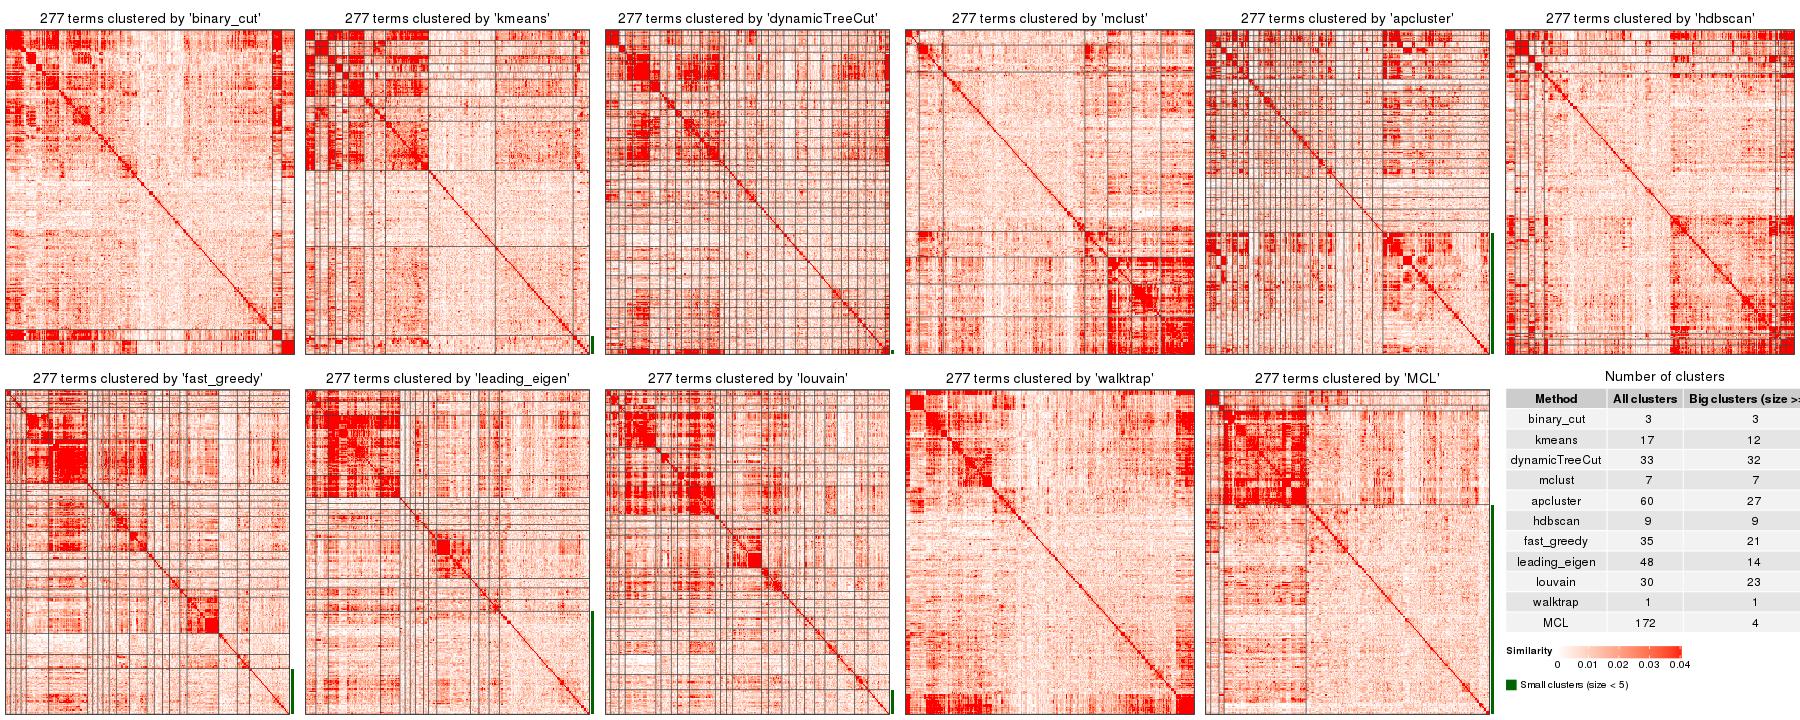 277 terms clustered by 'binary_cut'
277 terms clustered by 'kmeans'
277 terms clustered by 'dynamicTreeCut'
277 terms clustered by 'mclust'
277 terms clustered by 'apcluster'
277 terms clustered by 'hdbscan'
277 terms clustered by 'fast_greedy'
277 terms clustered by 'leading_eigen'
277 terms clustered by 'louvain'
277 terms clustered by 'walktrap'
277 terms clustered by 'MCL'
Number of clusters
Method All clusters Big clusters (size >=
binary_cut 3 3
kmeans 17 12
dynamicTreeCut 33 32
mclust 7 7
apcluster 60 27
hdbscan 9 9
fast_greedy 35 21
leading_eigen 48 14
louvain 30 23
walktrap 1 1
MCL 172 4
Similarity
0 0.01 0.02 0.03 0.04
Small clusters (size < 5)